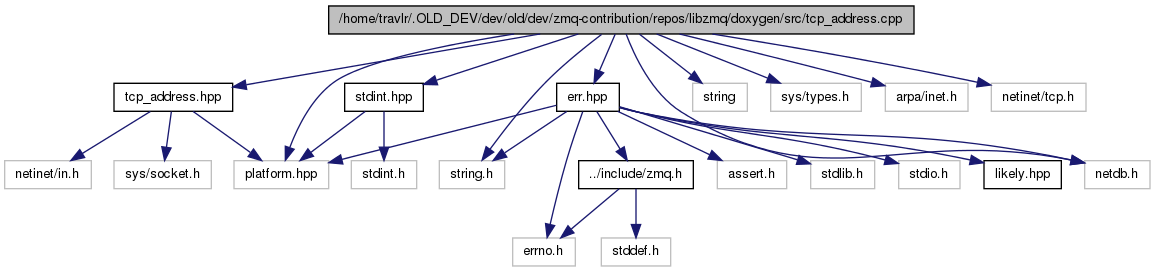 /home/travlr/.OLD_DEV/dev/old/dev/zmq-contribution/repos/libzmq/doxygen/src/tcp_address.cpp
tcp_address.hpp
stdint.hpp
err.hpp
string
sys/types.h
arpa/inet.h
netinet/tcp.h
netinet/in.h
sys/socket.h
platform.hpp
stdint.h
string.h
../include/zmq.h
assert.h
stdlib.h
stdio.h
likely.hpp
netdb.h
errno.h
stddef.h